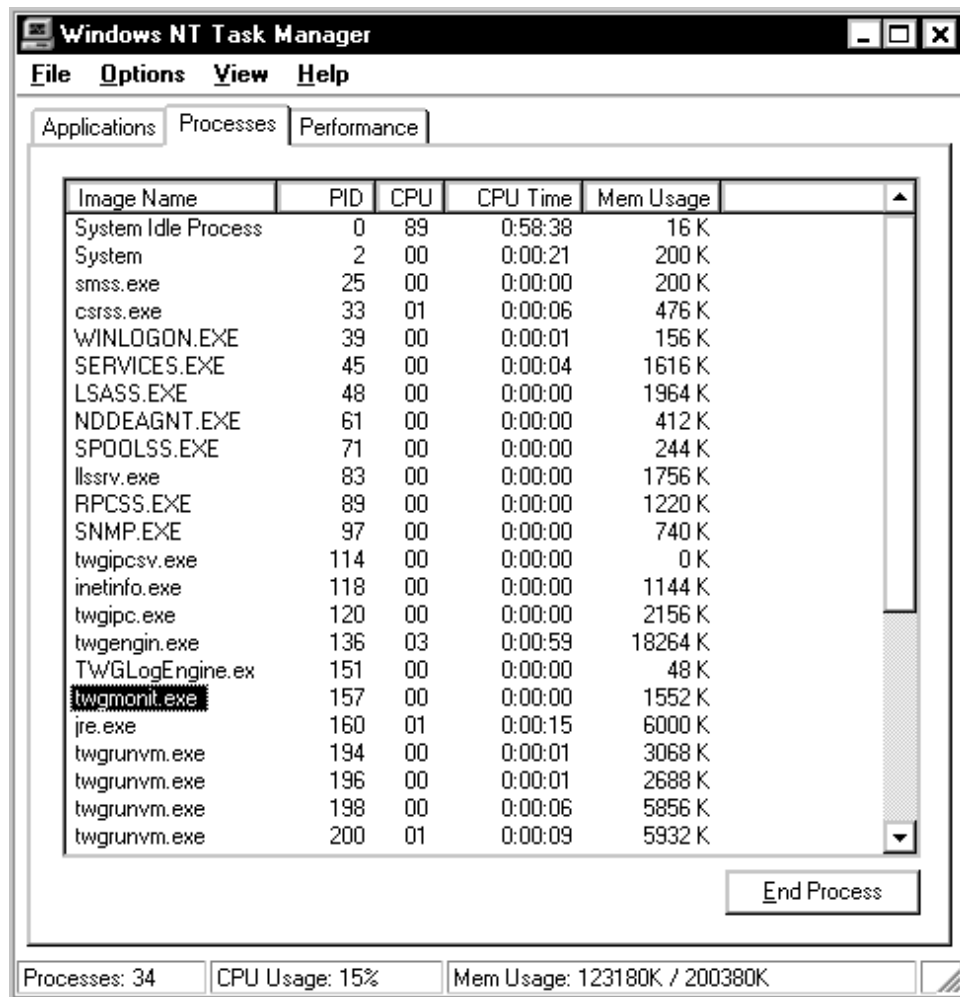 Windows NT Task Manager
File Options View Help
Applications Processes Performance
Image Name PID CPU CPU Time Mem Usage
System Idle Process 0 89 0:58:38 16 K
System 2 00 0:00:21 200 K
smss.exe 25 00 0:00:00 200 K
csrss.exe 33 01 0:00:06 476 K
WINLOGON.EXE 39 00 0:00:01 156 K
SERVICES.EXE 45 00 0:00:04 1616 K
LSASS.EXE 48 00 0:00:00 1964 K
NDDEAGNT.EXE 61 00 0:00:00 412 K
SPOOLSS.EXE 71 00 0:00:00 244 K
llssrv.exe 83 00 0:00:00 1756 K
RPCSS.EXE 89 00 0:00:00 1220 K
SNMP.EXE 97 00 0:00:00 740 K
twgipcsv.exe 114 00 0:00:00 0 K
inetinfo.exe 118 00 0:00:00 1144 K
twgipc.exe 120 00 0:00:00 2156 K
twgengin.exe 136 03 0:00:59 18264 K
TWGLogEngine.ex 151 00 0:00:00 48 K
twgmonit.exe 157 00 0:00:00 1552 K
jre.exe 160 01 0:00:15 6000 K
twgrunvm.exe 194 00 0:00:01 3068 K
twgrunvm.exe 196 00 0:00:01 2688 K
twgrunvm.exe 198 00 0:00:06 5856 K
twgrunvm.exe 200 01 0:00:09 5932 K
End Process
Processes: 34 CPU Usage: 15% Mem Usage: 123180K / 200380K